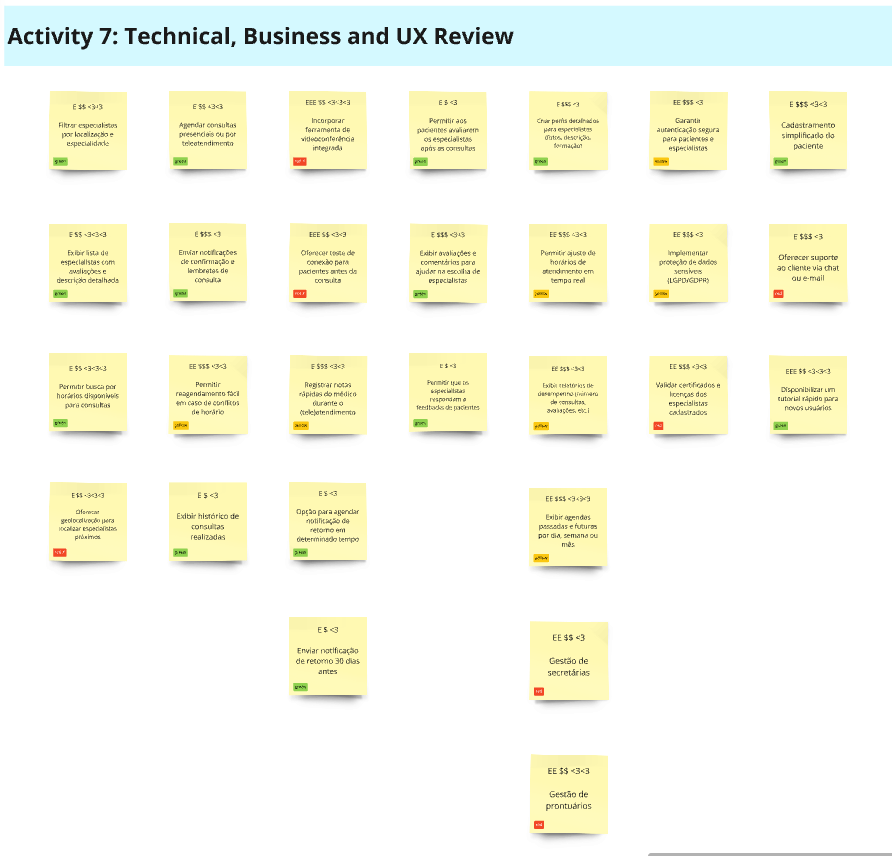 Activity 7: Technical, Business and UX Review
E $$ <3<3
Filtrar especialistas
por localização e
especialidade
green
E $$ <3<3
Agendar consultas
presenciais ou por
teleatendimento
green
EEE $$ <3<3<3
Incorporar
ferramenta de
videoconferência
integrada
E $ <3
Permitir aos
pacientes avaliarem
os especialistas
após as consultas
green
E $$$ <3
Criar perfis detalhados
para especialistas
(fotos, descrição,
formação)
green
EE $$$ <3
Garantir
autenticação segura
para pacientes e
especialistas
yellow
E $$$ <3<3
Cadastramento
simplificado do
paciente
green
E $$ <3<3<3
Exibir lista de
especialistas com
avaliações e
descrição detalhada
green
E $$$ <3
Enviar notificações
de confirmação e
lembretes de
consulta
green
EEE $$ <3<3
Oferecer teste de
conexão para
pacientes antes da
consulta
E $$$ <3<3
Exibir avaliações e
comentários para
ajudar na escolha de
especialistas
green
EE $$$ <3<3
Permitir ajuste de
horários de
atendimento em
tempo real
yellow
EE $$$ <3
Implementar
proteção de dados
sensíveis
(LGPD/GDPR)
yellow
E $$$ <3
Oferecer suporte
ao cliente via chat
ou e-mail
red
E $$ <3<3<3
Permitir busca por
horários disponíveis
para consultas
green
EE $$$ <3<3
Permitir
reagendamento fácil
em caso de conflitos
de horário
yellow
E $$$ <3<3
Registrar notas
rápidas do médico
durante o
(tele)atendimento
yellow
E $ <3
Permitir que os
especialistas
respondam a
feedbacks de pacientes
green
EE $$$ <3<3
Exibir relatórios de
desempenho (número
de consultas,
avaliações, etc.)
yellow
EE $$$ <3<3
Validar certificados e
licenças dos
especialistas
cadastrados
red
EEE $$ <3<3<3
Disponibilizar um
tutorial rápido para
novos usuários
green
E $$ <3<3<3
Oferecer
geolocalização para
localizar especialistas
próximos
E $ <3
Exibir histórico de
consultas
realizadas
green
E $ <3
Opção para agendar
notificação de
retorno em
determinado tempo
green
EE $$$ <3<3<3
Exibir agendas
passadas e futuras
por dia, semana ou
mês
yellow
E $ <3
Enviar notificação
de retorno 30 dias
antes
green
EE $$ <3
Gestão de
secretárias
red
EE $$ <3<3
Gestão de
prontuários
red